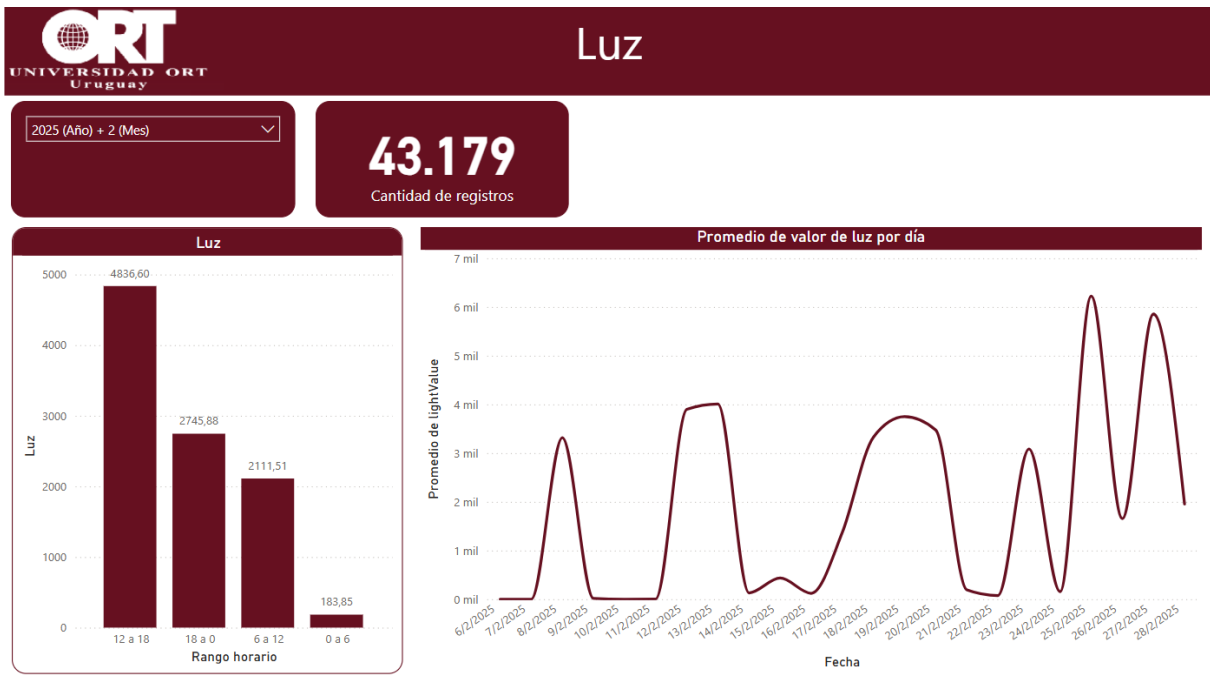 ORT
UNIVERSIDAD ORT
Uruguay
Luz
2025 (Año) + 2 (Mes)
43.179
Cantidad de registros
Luz
5000
4000
3000
2000
1000
0
Luz
4836,60
2745,88
2111,51
183,85
12 a 18
18 a 0
6 a 12
0 a 6
Rango horario
Promedio de valor de luz por día
7 mil
6 mil
5 mil
4 mil
3 mil
2 mil
1 mil
0 mil
Promedio de lightValue
6/2/2025
7/2/2025
8/2/2025
9/2/2025
10/2/2025
11/2/2025
12/2/2025
13/2/2025
14/2/2025
15/2/2025
16/2/2025
17/2/2025
18/2/2025
19/2/2025
20/2/2025
21/2/2025
22/2/2025
23/2/2025
24/2/2025
25/2/2025
26/2/2025
27/2/2025
28/2/2025
Fecha